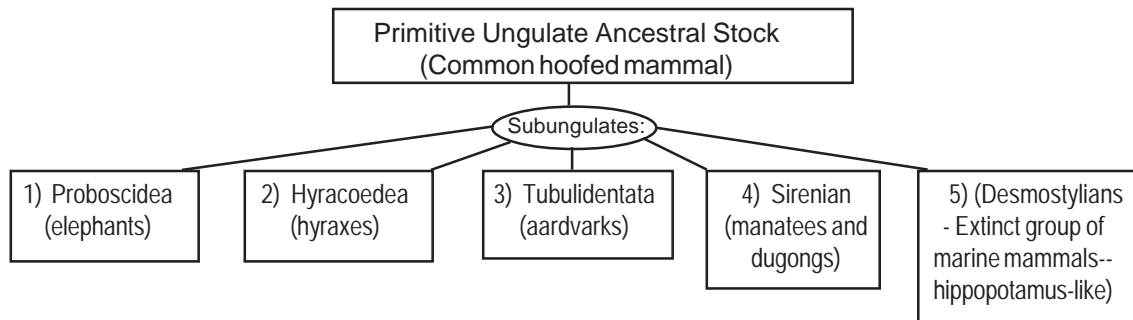 Primitive Ungulate Ancestral Stock
(Common hoofed mammal)
Subungulates:
1) Proboscidea
(elephants)
2) Hyracoedea
(hyraxes)
3) Tubulidentata
(aardvarks)
4) Sirenian
(manatees and
dugongs)
5) (Desmostylians
- Extinct group of
marine mammals--
hippopotamus-like)